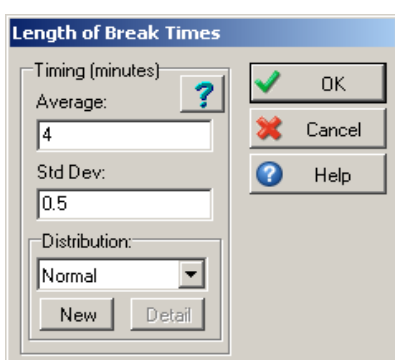 Length of Break Times
Timing (minutes)
Average:
?
4
Std Dev:
0.5
Distribution:
Normal
New
Detail
OK
Cancel
? Help